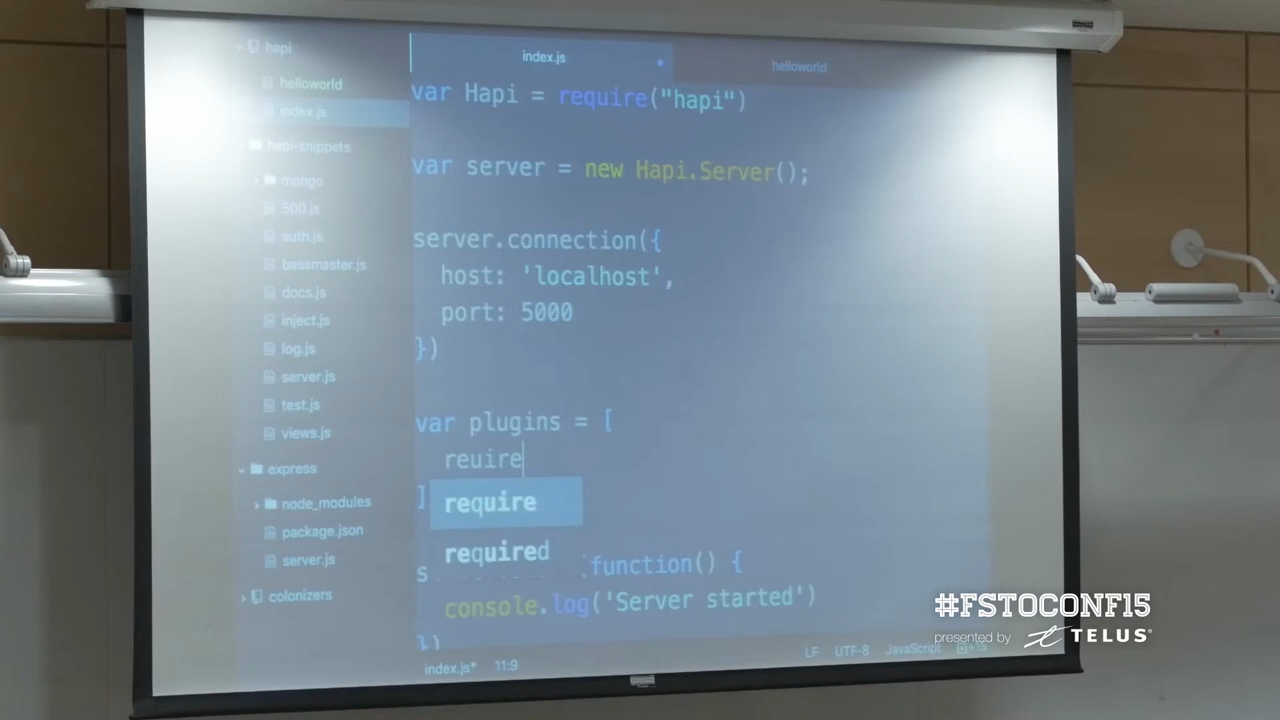 hapi
helloworld
index.js
hapi-snippets
mongo
500.js
auth.js
bassmaster.js
docs.js
inject.js
log.js
server.js
test.js
views.js
express
node_modules
package.json
server.js
colonizers
index.js
helloworld
var Hapi = require("hapi")
var server = new Hapi.Server();
server.connection({
host: 'localhost',
port: 5000
})
var plugins = [
reuire
]
require
required
s function() {
console.log('Server started')
})
index.js* 11:9
LF UTF-8 JavaScript +15
#FSTOCONF15
presented by TELUS